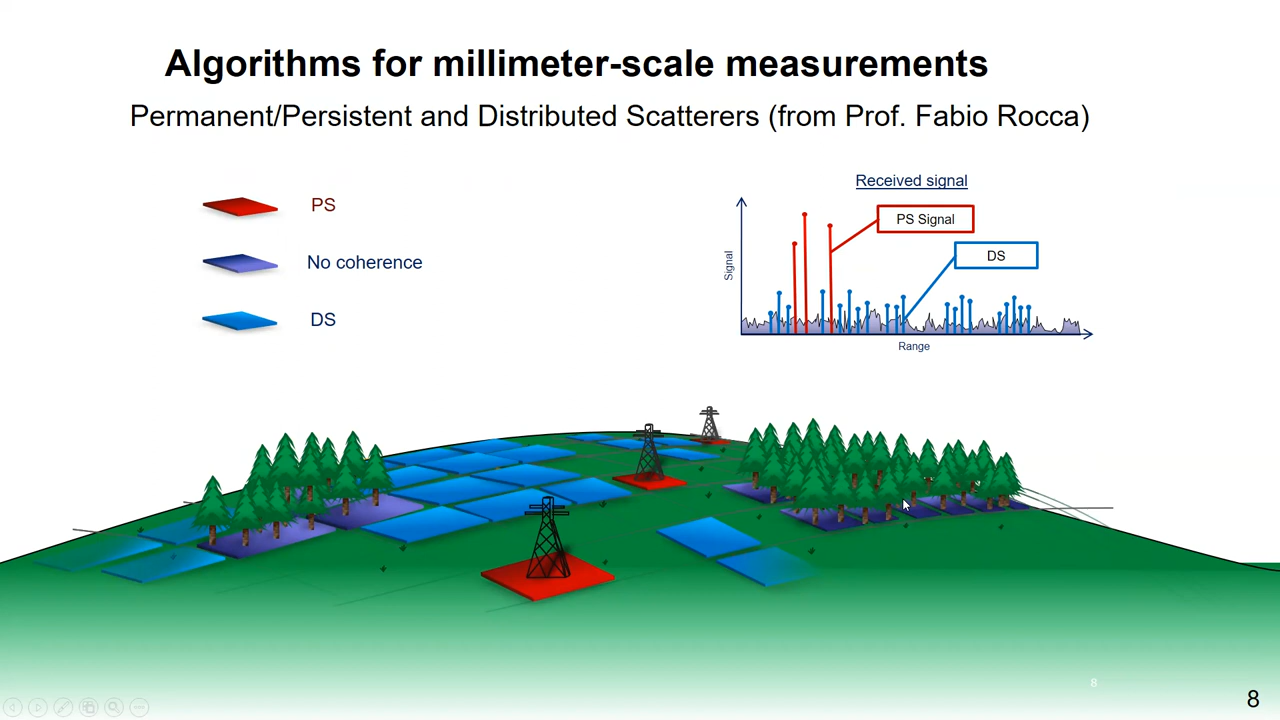 Algorithms for millimeter-scale measurements
Permanent/Persistent and Distributed Scatterers (from Prof. Fabio Rocca)
PS
No coherence
DS
Received signal
PS Signal
DS
Signal
Range
8
8